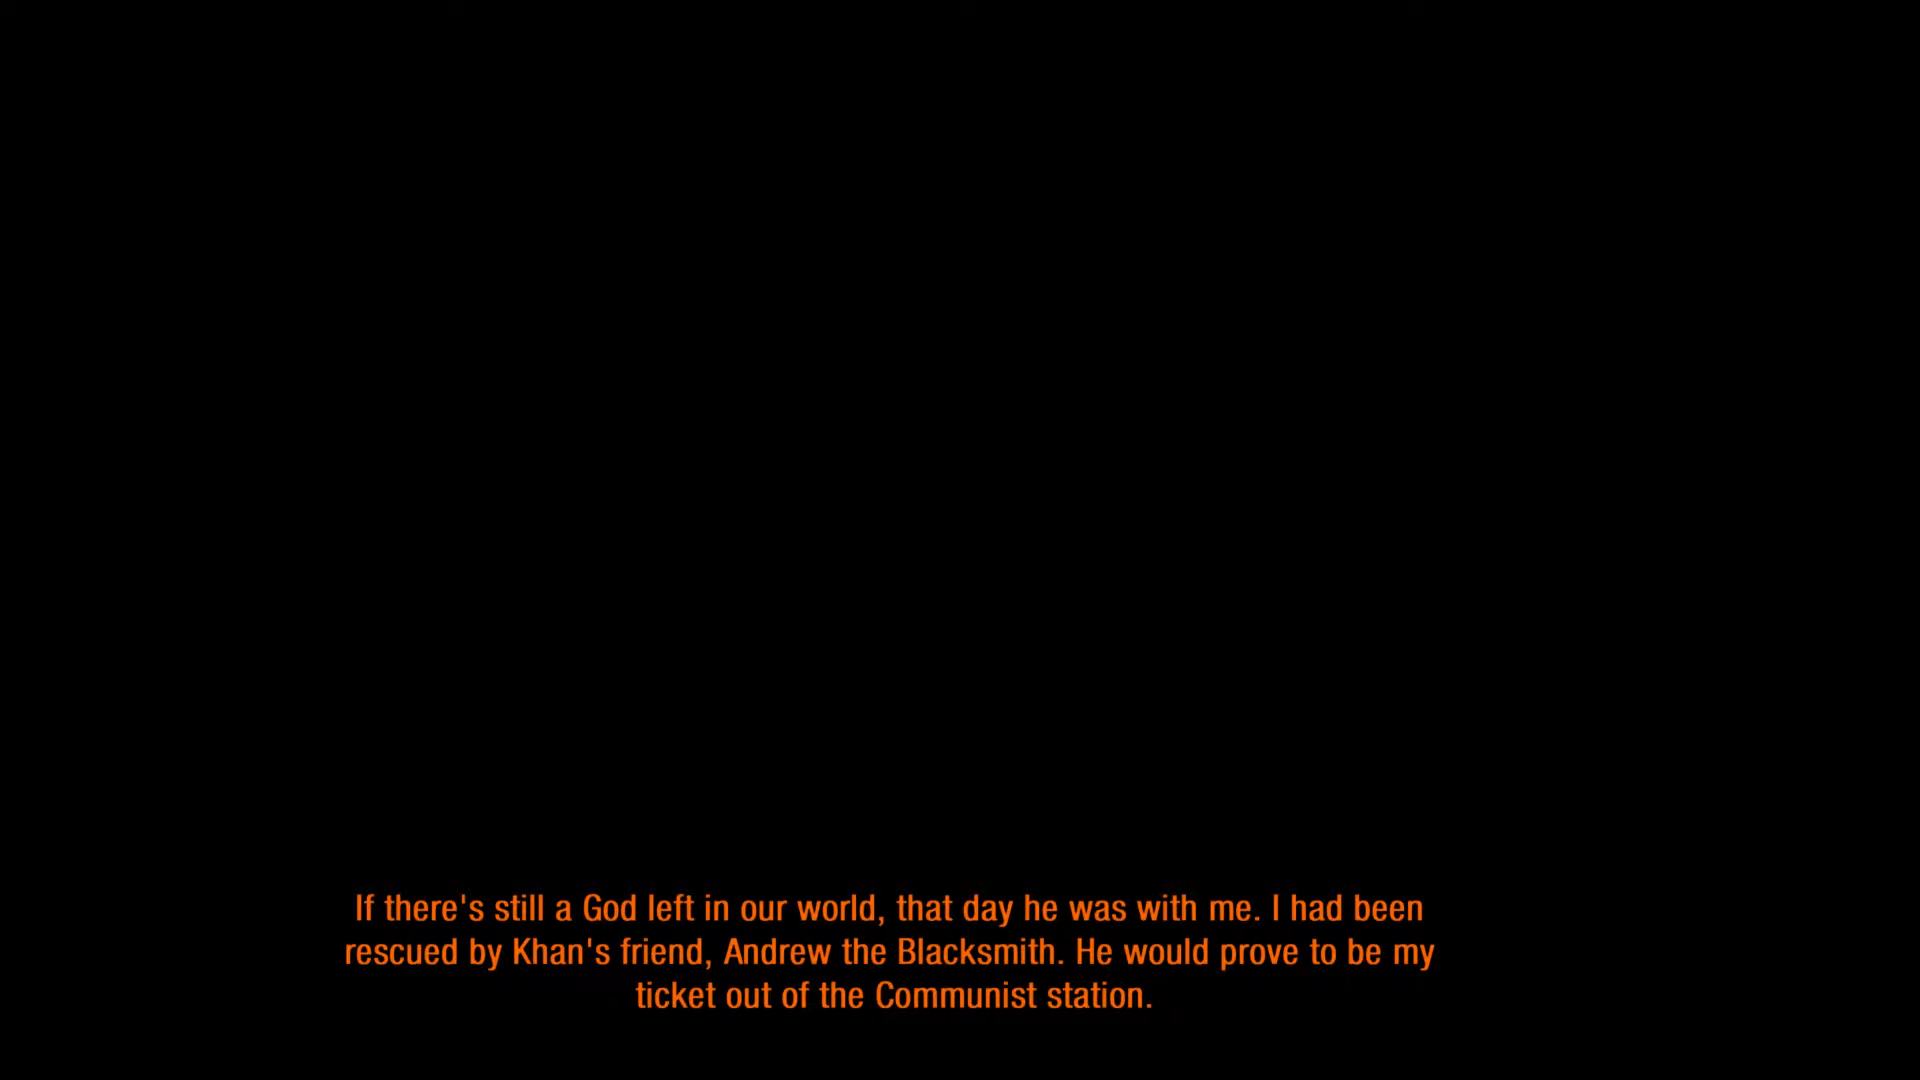 If there's still a God left in our world, that day he was with me. I had been
rescued by Khan's friend, Andrew the Blacksmith. He would prove to be my
ticket out of the Communist station.